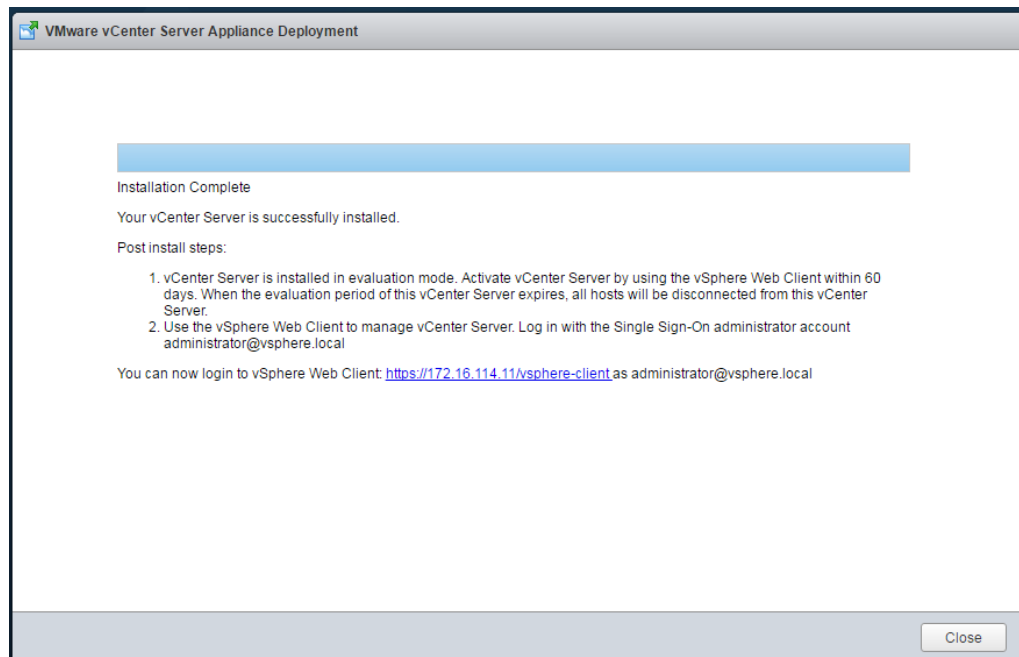 VMware vCenter Server Appliance Deployment
Installation Complete
Your vCenter Server is successfully installed.
Post install steps:
1. vCenter Server is installed in evaluation mode. Activate vCenter Server by using the vSphere Web Client within 60
days. When the evaluation period of this vCenter Server expires, all hosts will be disconnected from this vCenter
Server.
2. Use the vSphere Web Client to manage vCenter Server. Log in with the Single Sign-On administrator account
administrator@vsphere.local
You can now login to vSphere Web Client: https://172.16.114.11/vsphere-client as administrator@vsphere.local
Close